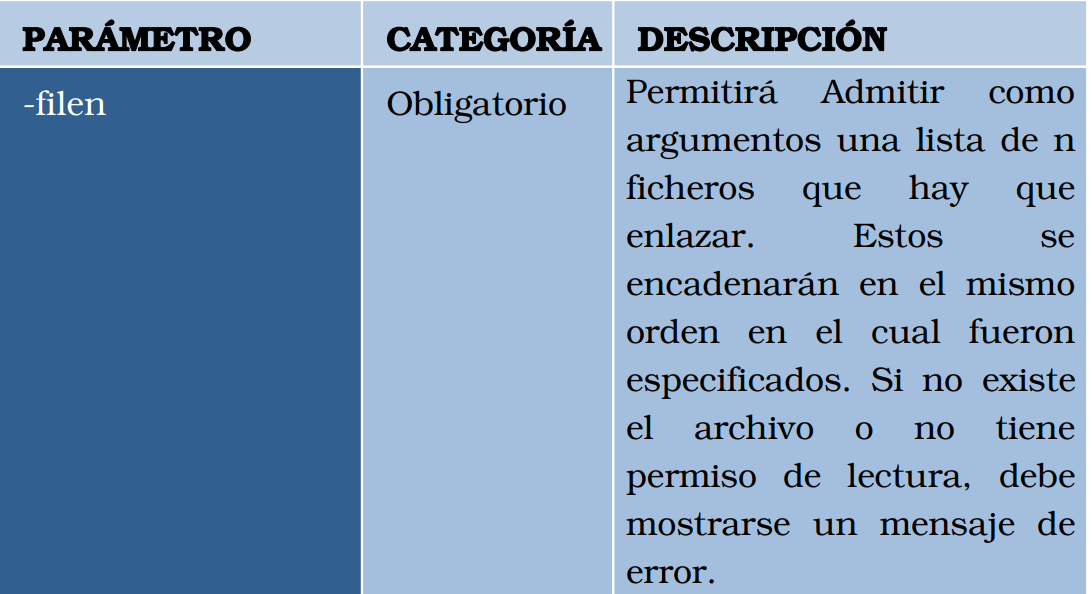 PARÁMETRO CATEGORÍA DESCRIPCIÓN
-filen Obligatorio Permitirá Admitir como
argumentos una lista de n
ficheros que hay que
enlazar. Estos se
encadenarán en el mismo
orden en el cual fueron
especificados. Si no existe
el archivo o no tiene
permiso de lectura, debe
mostrarse un mensaje de
error.